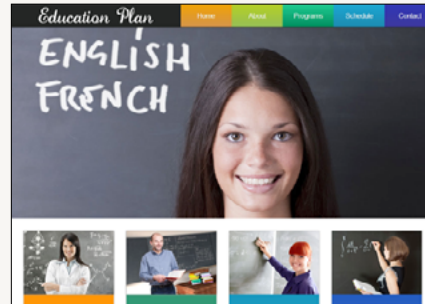 Education Plan
Home About Programs Schedule Contact
ENGLISH
FRENCH